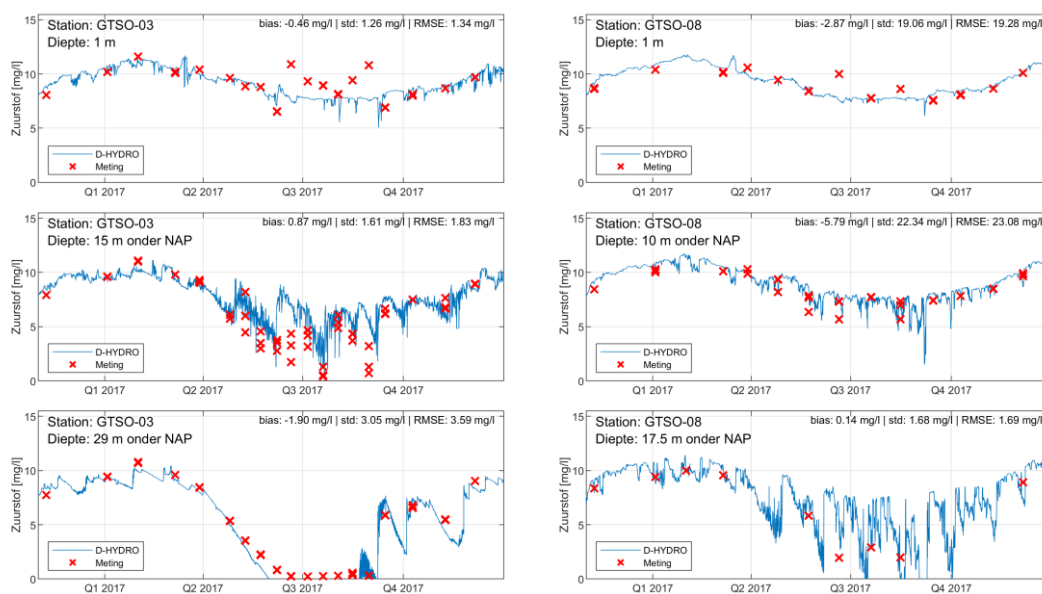 Station: GTSO-03
Diepte: 1 m
bias: -0.46 mg/l | std: 1.26 mg/l | RMSE: 1.34 mg/l
Zuurstof [mg/l]
15
10
5
0
D-HYDRO
Meting
Q1 2017 Q2 2017 Q3 2017 Q4 2017
Station: GTSO-08
Diepte: 1 m
bias: -2.87 mg/l | std: 19.06 mg/l | RMSE: 19.28 mg/l
Zuurstof [mg/l]
15
10
5
0
D-HYDRO
Meting
Q1 2017 Q2 2017 Q3 2017 Q4 2017
Station: GTSO-03
Diepte: 15 m onder NAP
bias: 0.87 mg/l | std: 1.61 mg/l | RMSE: 1.83 mg/l
Zuurstof [mg/l]
15
10
5
0
D-HYDRO
Meting
Q1 2017 Q2 2017 Q3 2017 Q4 2017
Station: GTSO-08
Diepte: 10 m onder NAP
bias: -5.79 mg/l | std: 22.34 mg/l | RMSE: 23.08 mg/l
Zuurstof [mg/l]
15
10
5
0
D-HYDRO
Meting
Q1 2017 Q2 2017 Q3 2017 Q4 2017
Station: GTSO-03
Diepte: 29 m onder NAP
bias: -1.90 mg/l | std: 3.05 mg/l | RMSE: 3.59 mg/l
Zuurstof [mg/l]
15
10
5
0
D-HYDRO
Meting
Q1 2017 Q2 2017 Q3 2017 Q4 2017
Station: GTSO-08
Diepte: 17.5 m onder NAP
bias: 0.14 mg/l | std: 1.68 mg/l | RMSE: 1.69 mg/l
Zuurstof [mg/l]
15
10
5
0
D-HYDRO
Meting
Q1 2017 Q2 2017 Q3 2017 Q4 2017